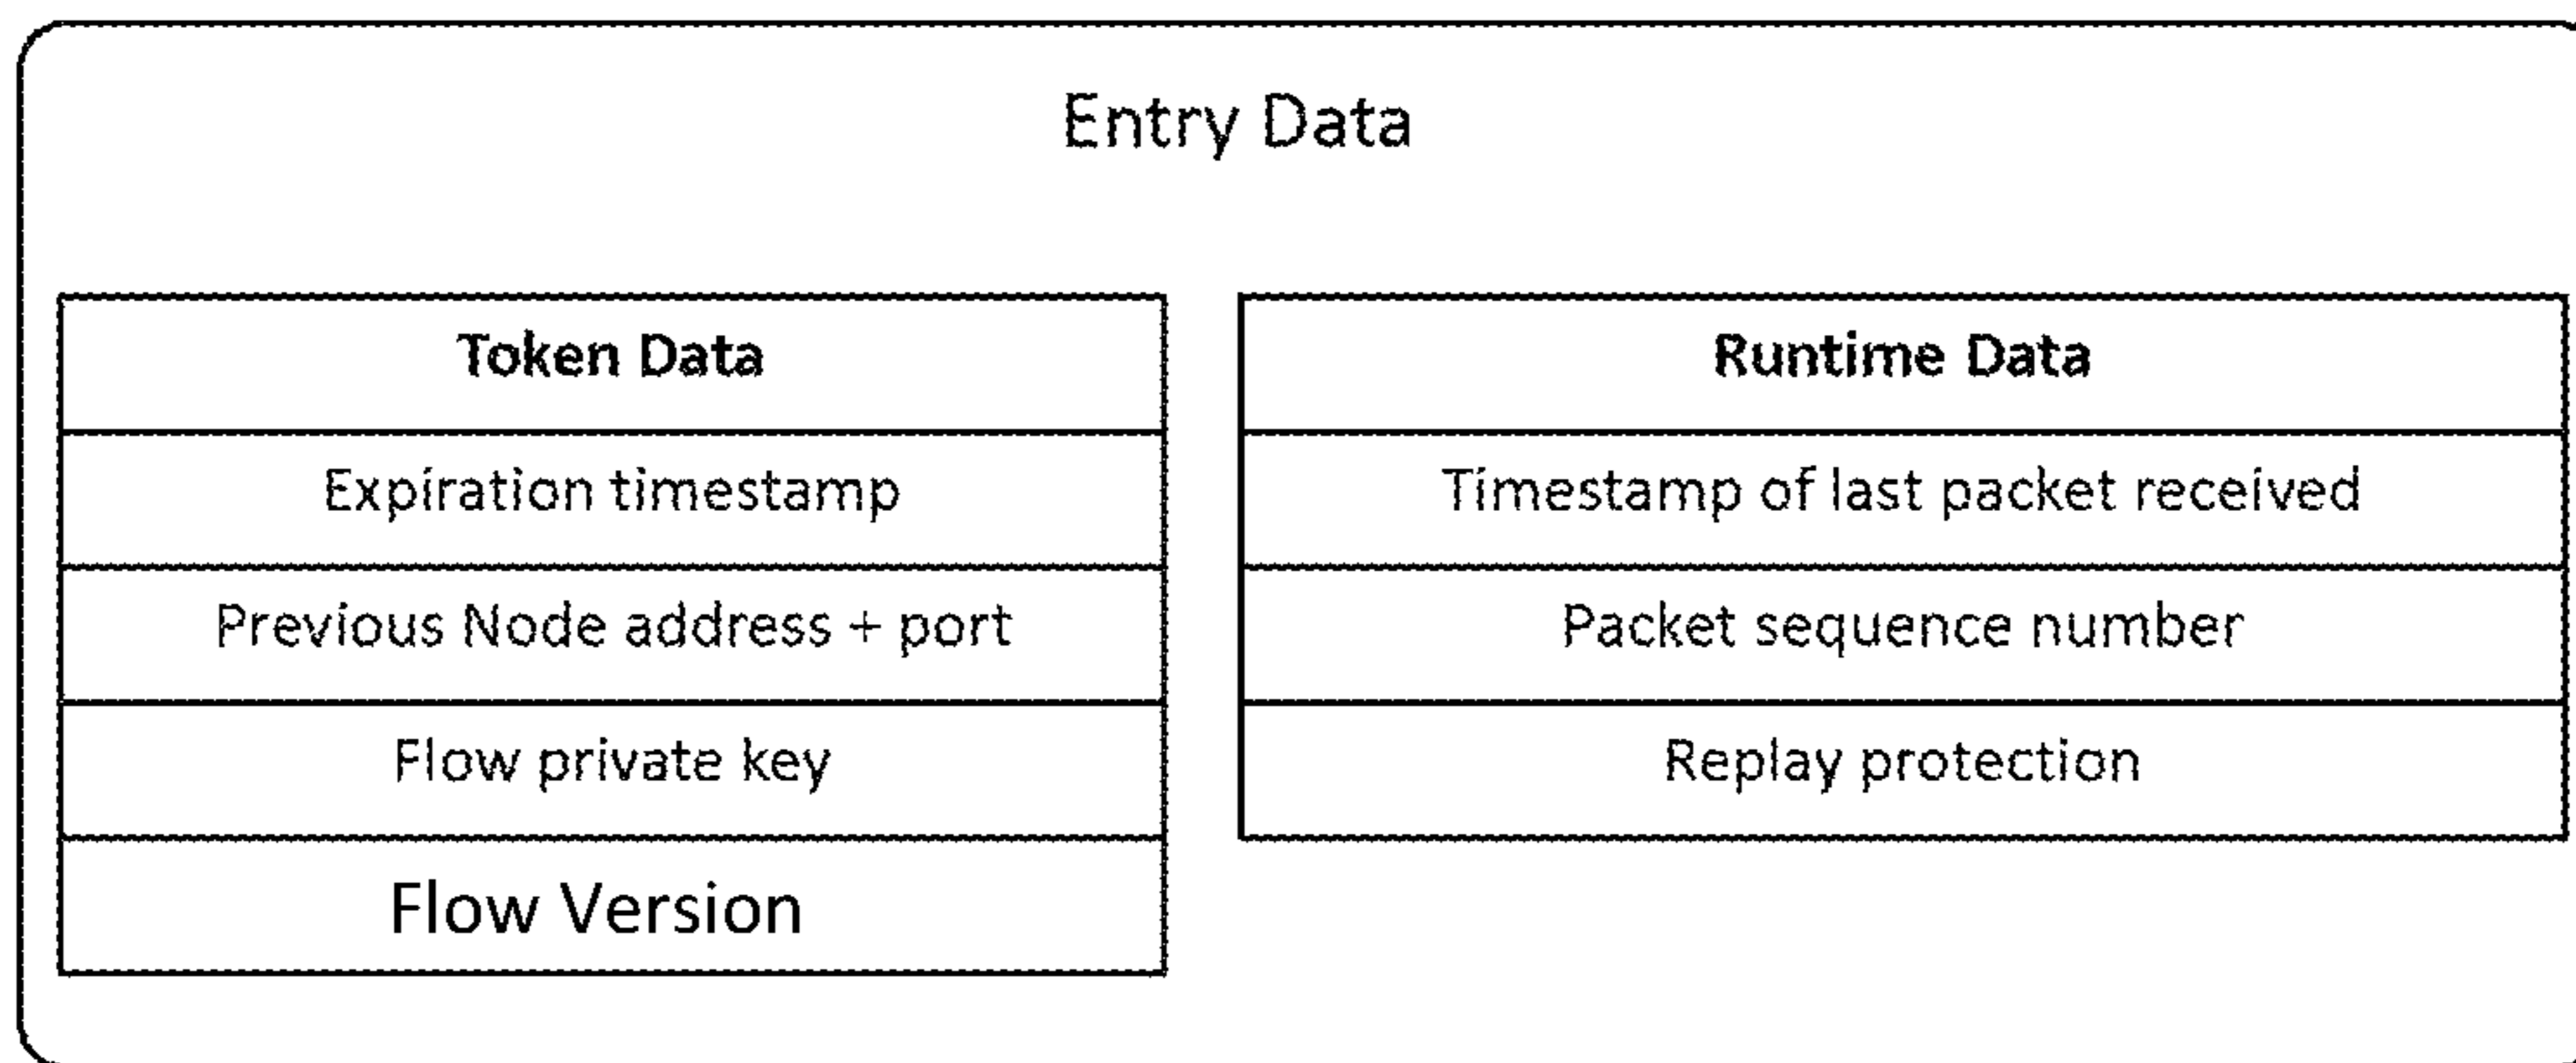 Entry Data
Token Data
Expiration timestamp
Previous Node address + port
Flow private key
Flow Version
Runtime Data
Timestamp of last packet received
Packet sequence number
Replay protection